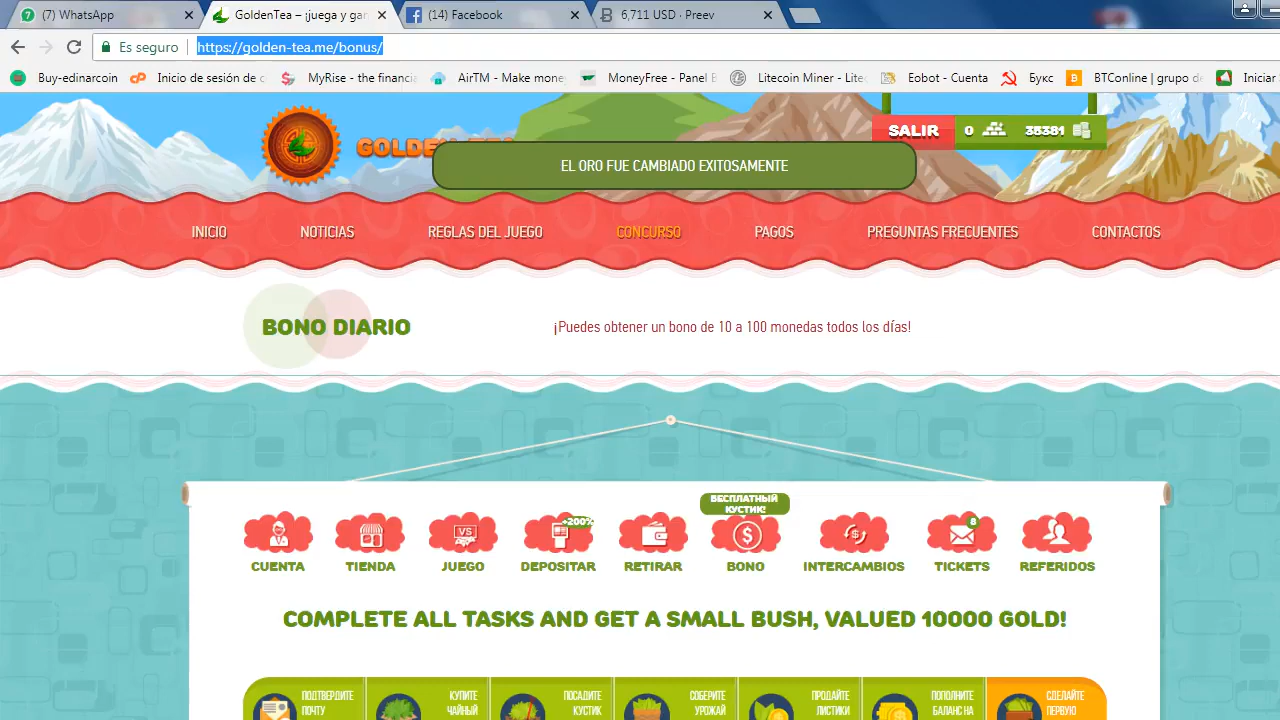 (7) WhatsApp
GoldenTea – ¡juega y gan
(14) Facebook
6,711 USD · Preev
Es seguro
https://golden-tea.me/bonus/
Buy-edinarcoin
Inicio de sesión de c
MyRise - the financia
AirTM - Make mone
MoneyFree - Panel B
Litecoin Miner - Lite
Eobot - Cuenta
Букс
BTConline | grupo de
Iniciar
SALIR
0
38381
EL ORO FUE CAMBIADO EXITOSAMENTE
INICIO
NOTICIAS
REGLAS DEL JUEGO
CONCURSO
PAGOS
PREGUNTAS FRECUENTES
CONTACTOS
BONO DIARIO
¡Puedes obtener un bono de 10 a 100 monedas todos los días!
БЕСПЛАТНЫЙ
КУСТИК!
VS
+200%
8
CUENTA
TIENDA
JUEGO
DEPOSITAR
RETIRAR
BONO
INTERCAMBIOS
TICKETS
REFERIDOS
COMPLETE ALL TASKS AND GET A SMALL BUSH, VALUED 10000 GOLD!
ПОДТВЕРДИТЕ
ПОЧТУ
КУПИТЕ
ЧАЙНЫЙ
ПОСАДИТЕ
КУСТИК
СОБЕРИТЕ
УРОЖАЙ
ПРОДАЙТЕ
ЛИСТИКИ
ПОПОЛНИТЕ
БАЛАНС НА
СДЕЛАЙТЕ
ПЕРВУЮ